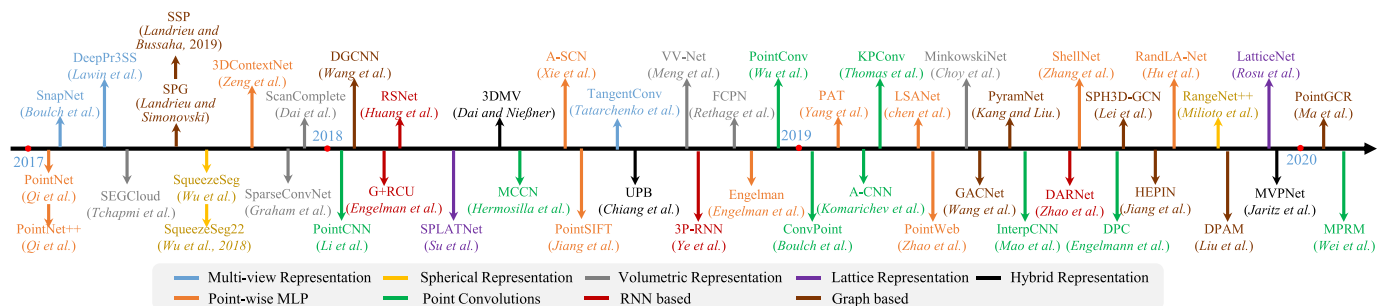 SSP
(Landrieu and
Bussaha, 2019)
DeepPr3SS
(Lawin et al.)
3DContextNet
(Zeng et al.)
DGCNN
(Wang et al.)
A-SCN
(Xie et al.)
VV-Net
(Meng et al.)
PointConv
(Wu et al.)
KPConv
(Thomas et al.)
MinkowskiNet
(Choy et al.)
ShellNet
(Zhang et al.)
RandLA-Net
(Hu et al.)
LatticeNet
(Rosu et al.)
SnapNet
(Boulch et al.)
SPG
(Landrieu and
Simonovski)
ScanComplete
(Dai et al.)
RSNet
(Huang et al.)
3DMV
(Dai and Nießner)
TangentConv
(Tatarchenko et al.)
FCPN
(Rethage et al.)
PAT
(Yang et al.)
LSANet
(chen et al.)
PyramNet
(Kang and Liu.)
SPH3D-GCN
(Lei et al.)
RangeNet++
(Milioto et al.)
PointGCR
(Ma et al.)
2017
2018
2019
2020
PointNet
(Qi et al.)
SEGCloud
(Tchapmi et al.)
SqueezeSeg
(Wu et al.)
SparseConvNet
(Graham et al.)
G+RCU
(Engelman et al.)
MCCN
(Hermosilla et al.)
UPB
(Chiang et al.)
Engelman
(Engelman et al.)
A-CNN
(Komarichev et al.)
GACNet
(Wang et al.)
DARNet
(Zhao et al.)
HEPIN
(Jiang et al.)
MVPNet
(Jaritz et al.)
PointNet++
(Qi et al.)
SqueezeSeg22
(Wu et al., 2018)
PointCNN
(Li et al.)
SPLATNet
(Su et al.)
PointSIFT
(Jiang et al.)
3P-RNN
(Ye et al.)
ConvPoint
(Boulch et al.)
PointWeb
(Zhao et al.)
InterpCNN
(Mao et al.)
DPC
(Engelmann et al.)
DPAM
(Liu et al.)
MPRM
(Wei et al.)
Multi-view Representation
Spherical Representation
Volumetric Representation
Lattice Representation
Hybrid Representation
Point-wise MLP
Point Convolutions
RNN based
Graph based